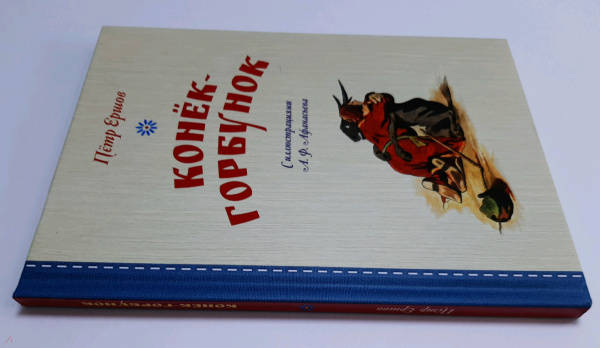 Пётр Ершов
КОНЁК-
ГОРБУНОК
С иллюстрациями
А. Ф. Афанасьева
Пётр Ершов
КОНЁК-ГОРБУНОК